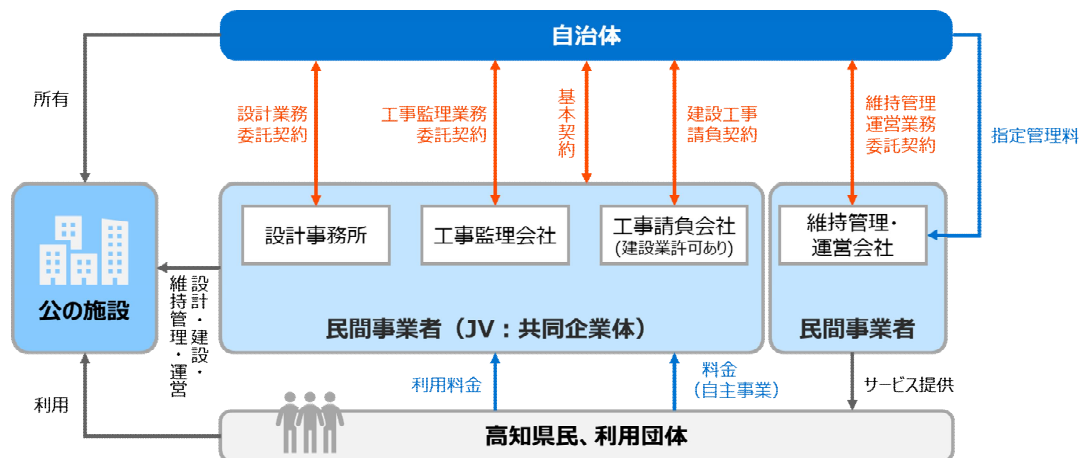 自治体
所有
設計業務
委託契約
工事監理業務
委託契約
基本契約
建設工事
請負契約
維持管理
運営業務
委託契約
指定管理料
設計事務所
工事監理会社
工事請負会社
(建設業許可あり)
維持管理・
運営会社
公の施設
設計・建設・
維持管理・運営
民間事業者（JV：共同企業体）
民間事業者
利用
利用料金
料金
（自主事業）
サービス提供
高知県民、利用団体